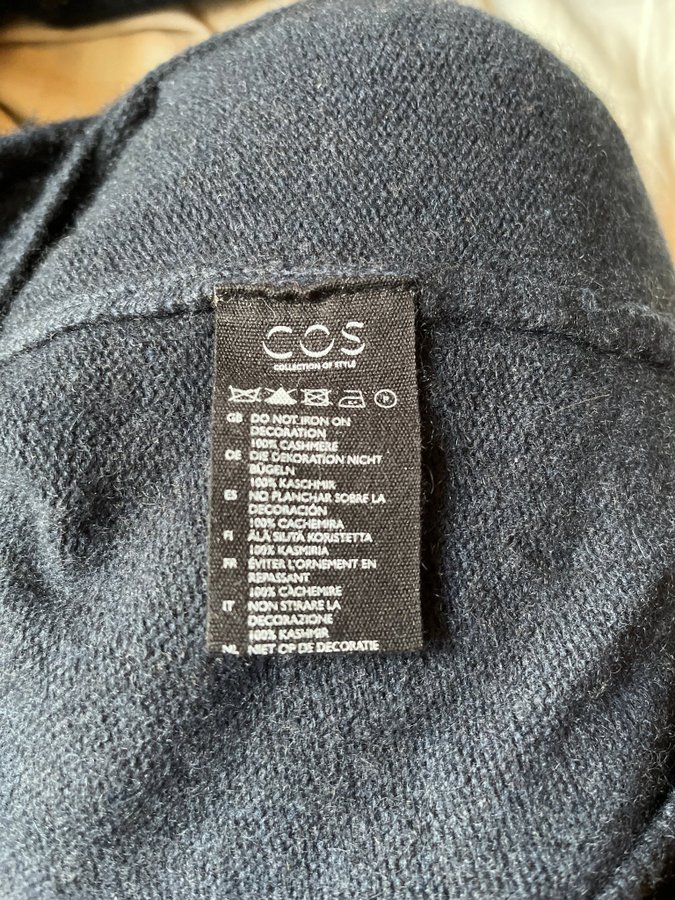 COS
COLLECTION OF STYLE
GB DO NOT IRON ON
DECORATION
100% CASHMERE
DE DIE DEKORATION NICHT
BÜGELN
100% KASCHMIR
ES NO PLANCHAR SOBRE LA
DECORACIÓN
100% CACHEMIRA
FI ÄLÄ SILITÄ KORISTETTA
100% KASMIRIA
FR ÉVITER L'ORNEMENT EN
REPASSANT
100% CACHEMIRE
IT NON STIRARE LA
DECORAZIONE
100% KASHMIR
NL NIET OP DE DECORATIE